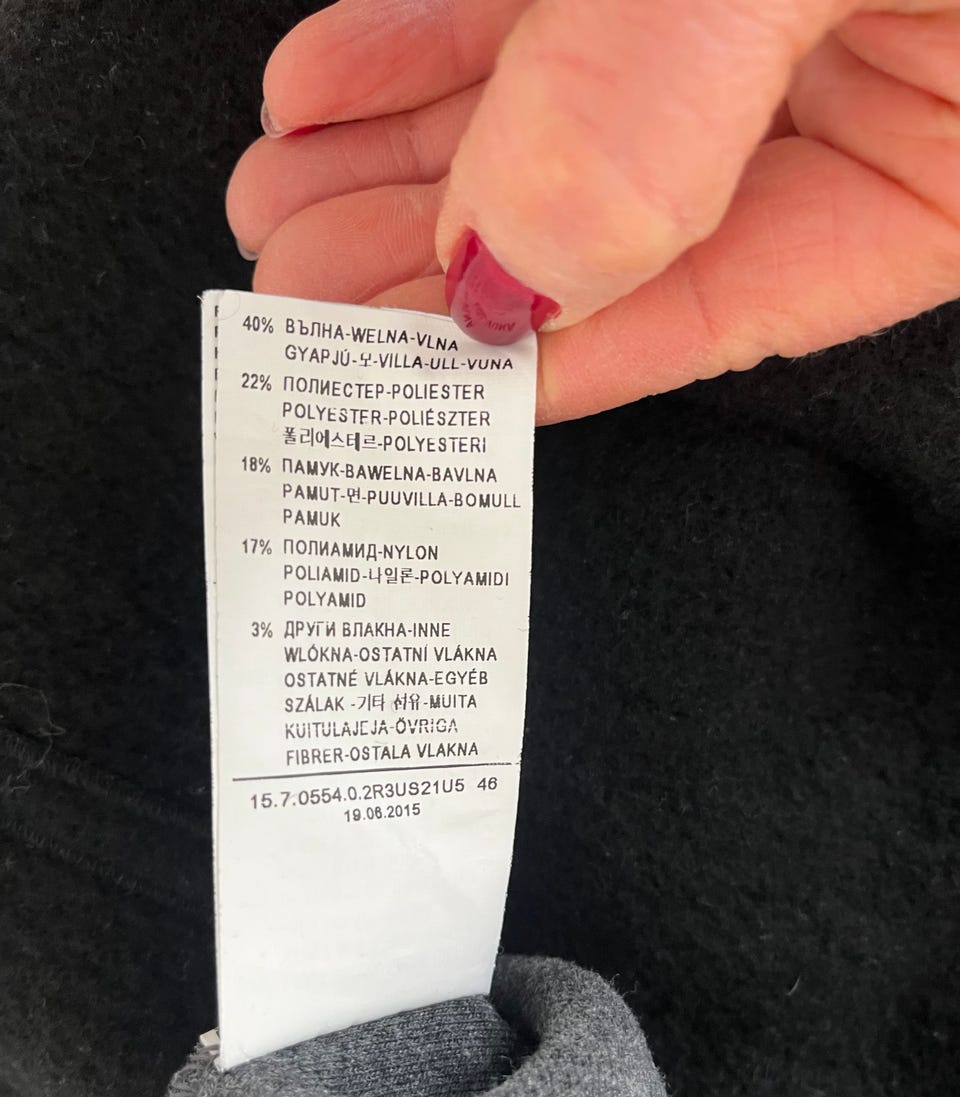 40% ВЪЛНА-WELNA-VLNA
GYAPJÚ-모-VILLA-ULL-VUNA
22% ПОЛИЕСТЕР-POLIESTER
POLYESTER-POLIÉSZTER
폴리에스테르-POLYESTERI
18% ПАМУК-BAWELNA-BAVLNA
PAMUT-면-PUUVILLA-BOMULL
PAMUK
17% ПОЛИАМИД-NYLON
POLIAMID-나일론-POLYAMIDI
POLYAMID
3% ДРУГИ ВЛАКНА-INNE
WLÓKNA-OSTATNÍ VLÁKNA
OSTATNÉ VLÁKNA-EGYÉB
SZÁLAK -기타 섬유-MUITA
KUITULAJEJA-ÖVRIGA
FIBRER-OSTALA VLAKNA
15.7.0554.0.2R3US21U5 46
19.06.2015